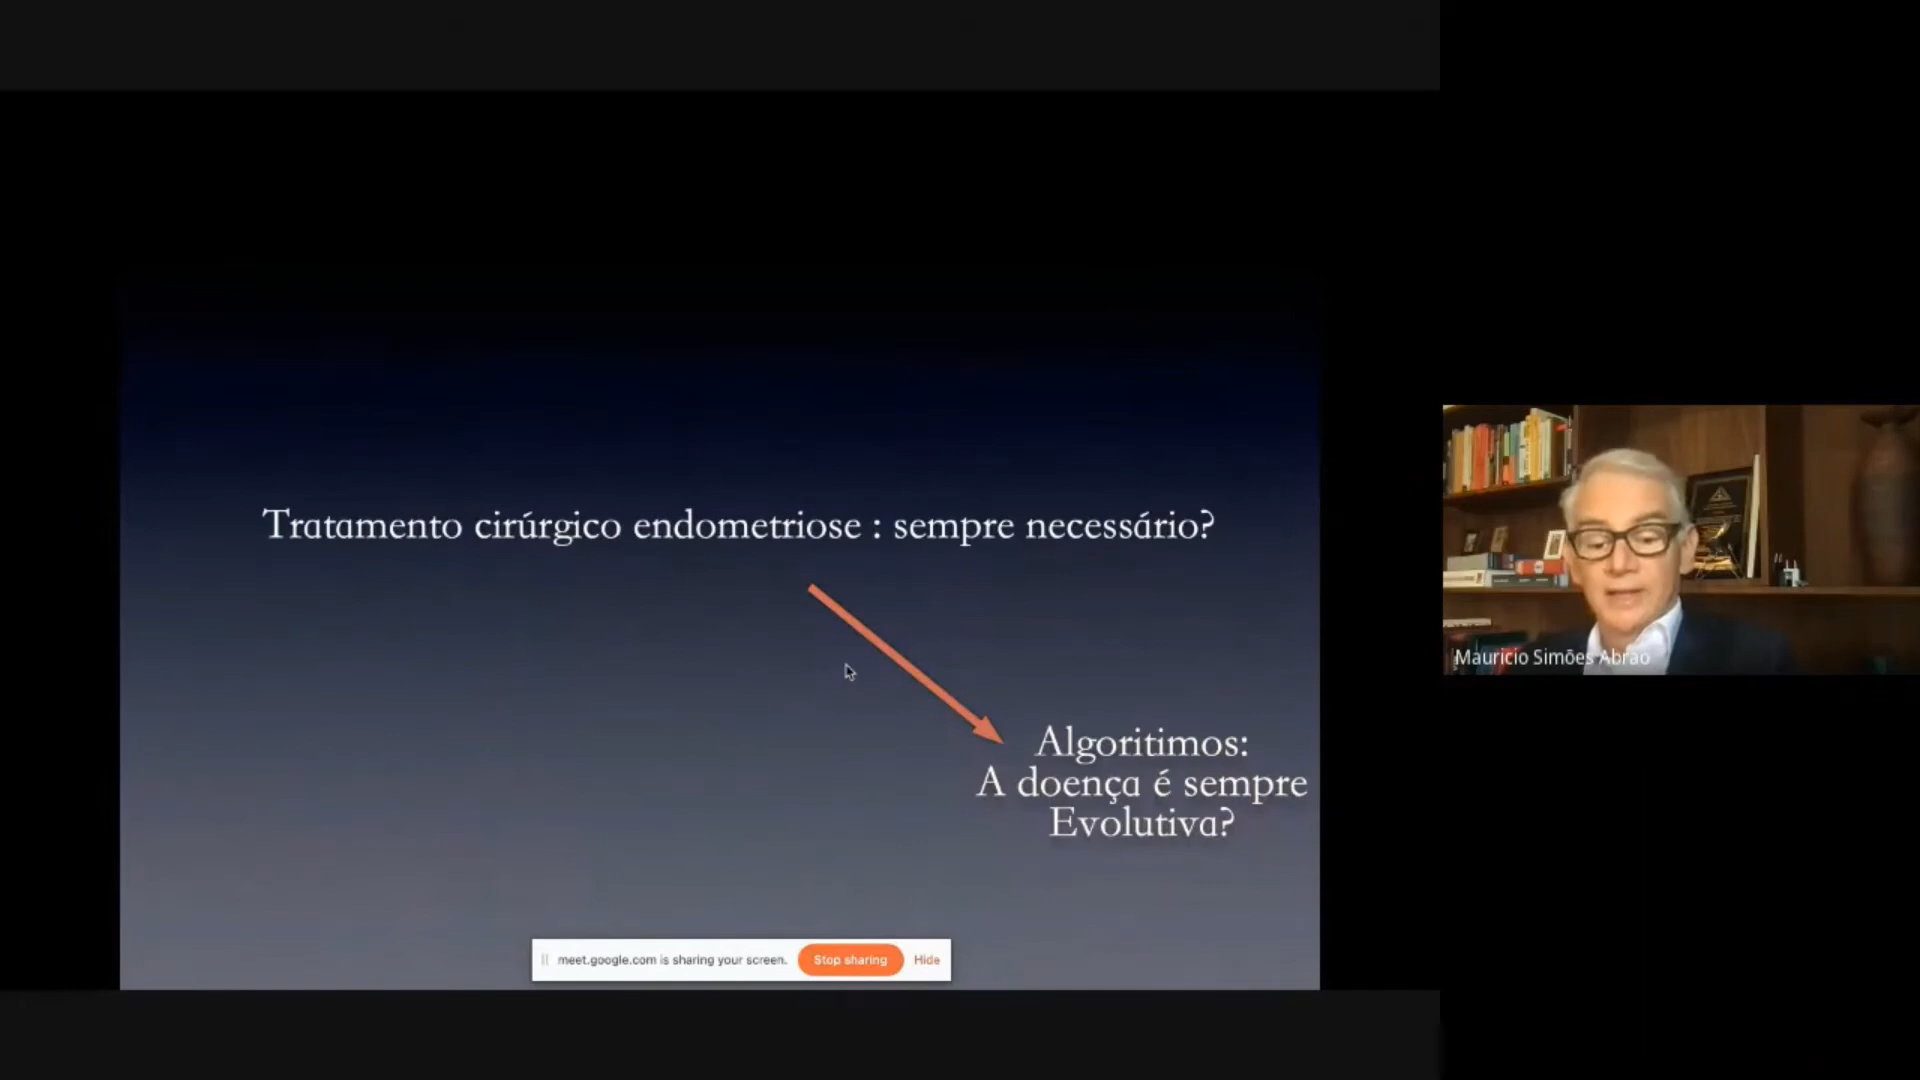 Tratamento cirúrgico endometriose : sempre necessário?
Algoritimos:
A doença é sempre
Evolutiva?
meet.google.com is sharing your screen. Stop sharing Hide
Mauricio Simões Abrao